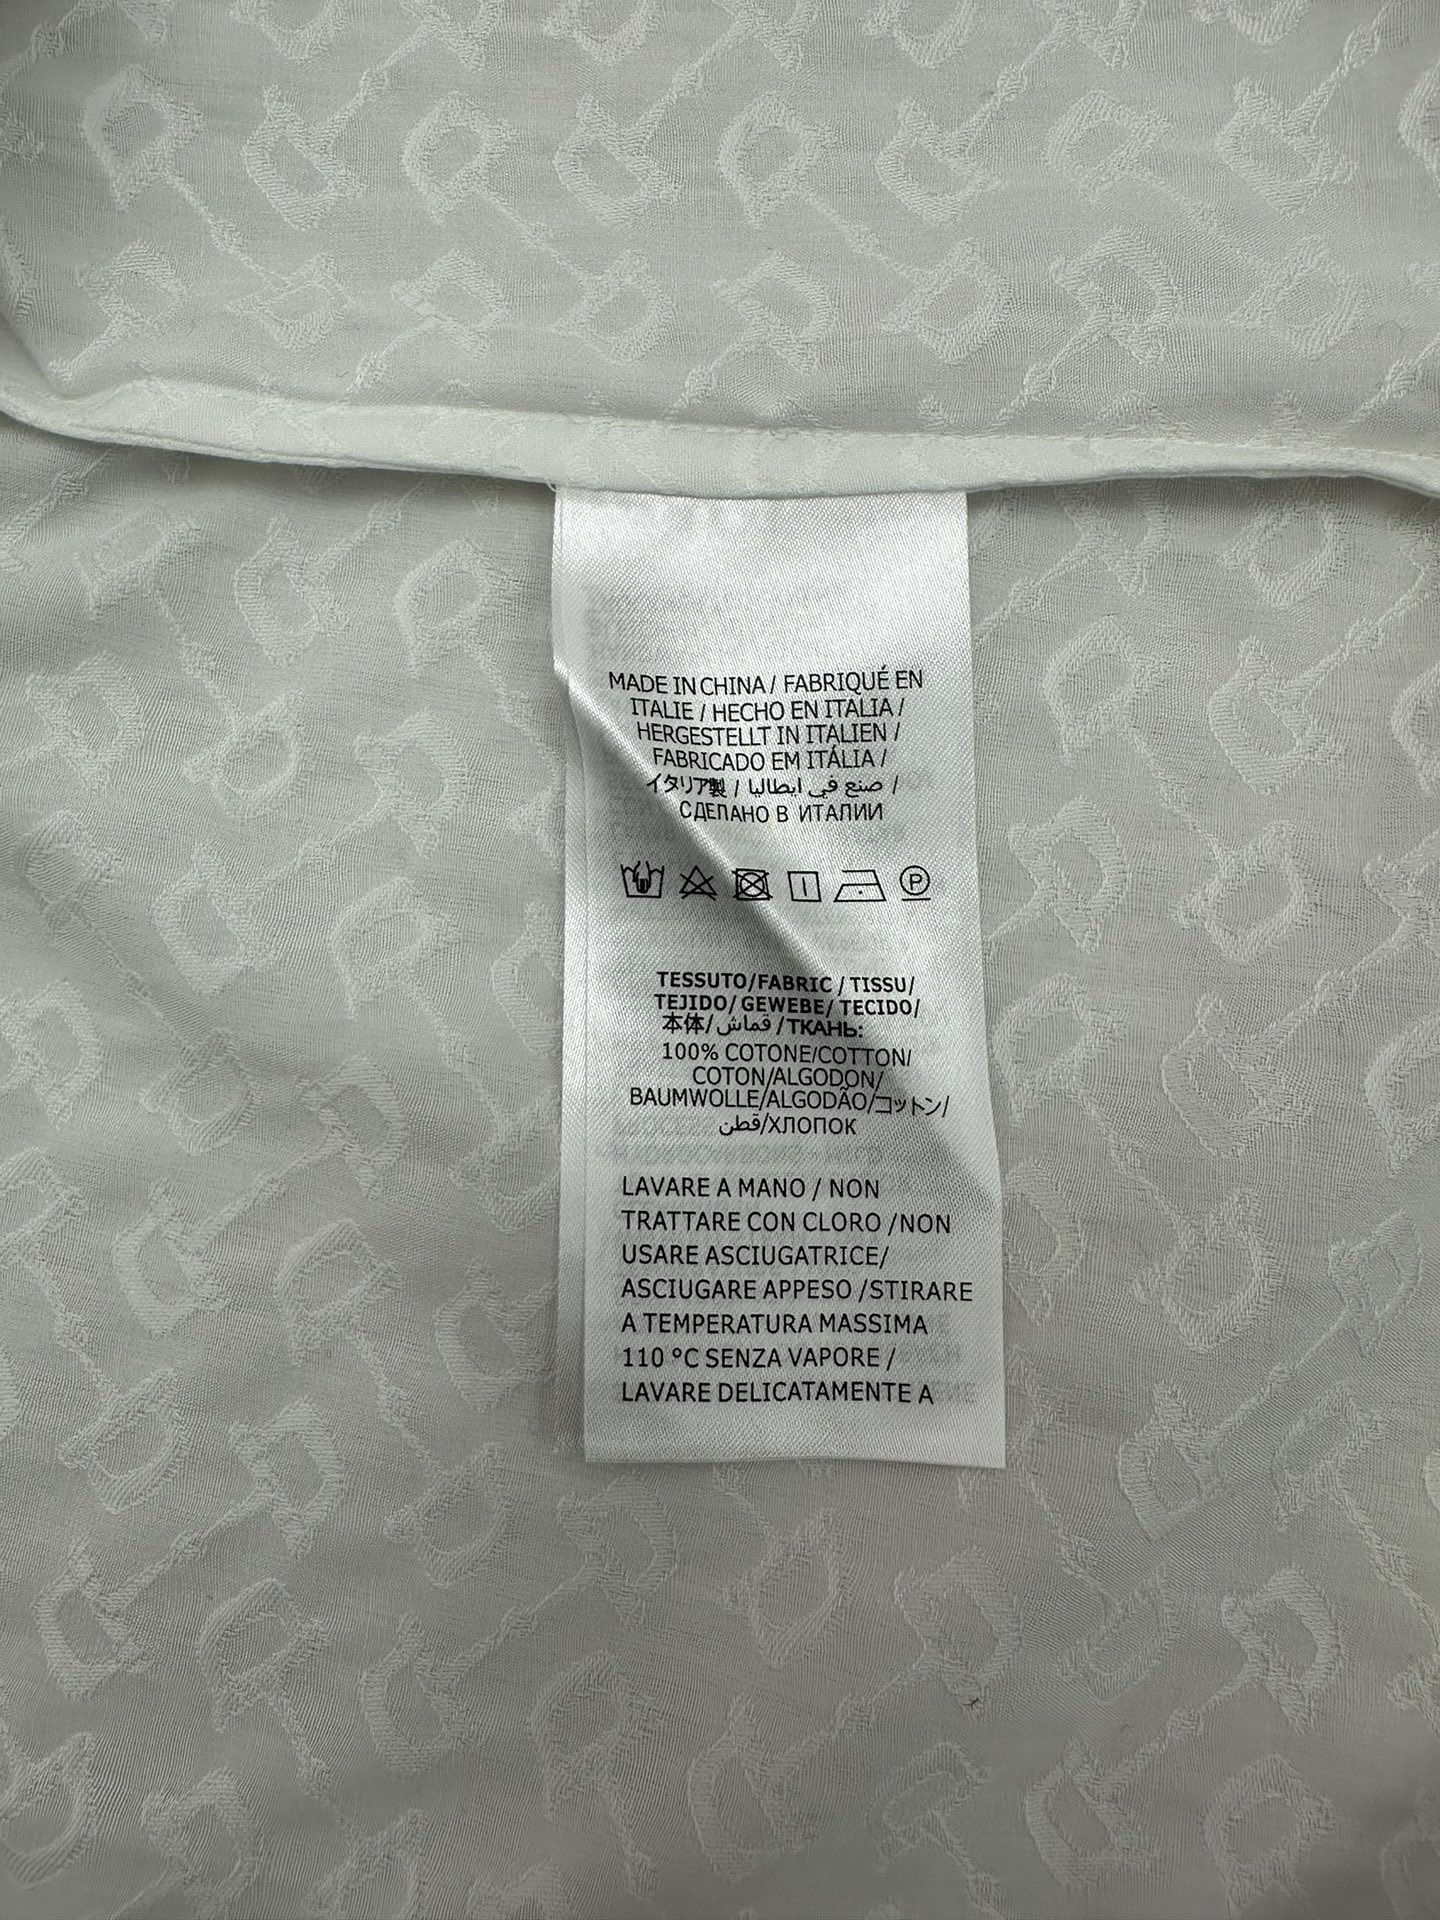 MADE IN CHINA / FABRIQUÉ EN
ITALIE / HECHO EN ITALIA /
HERGESTELLT IN ITALIEN /
FABRICADO EM ITÁLIA /
イタリア製 / صنع في ايطاليا /
СДЕЛАНО В ИТАЛИИ
P
TESSUTO/FABRIC / TISSU/
TEJIDO/ GEWEBE/ TECIDO/
本体/ قماش /ТКАНЬ:
100% COTONE/COTTON/
COTON/ALGODON/
BAUMWOLLE/ALGODÃO/コットン/
قطن/ХЛОПОК
LAVARE A MANO / NON
TRATTARE CON CLORO /NON
USARE ASCIUGATRICE/
ASCIUGARE APPESO /STIRARE
A TEMPERATURA MASSIMA
110 °C SENZA VAPORE /
LAVARE DELICATAMENTE A